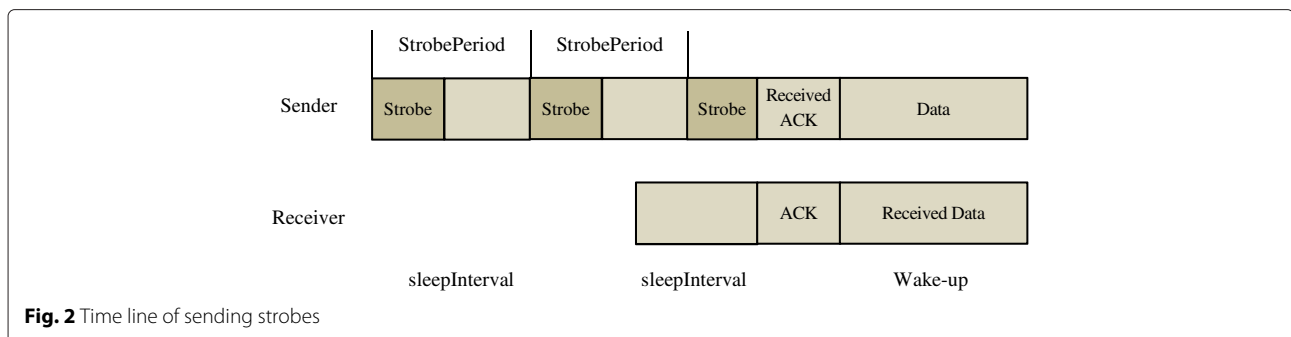 StrobePeriod StrobePeriod
Sender Strobe Strobe Strobe Received ACK Data
Receiver ACK Received Data
sleepInterval sleepInterval Wake-up
Fig. 2 Time line of sending strobes